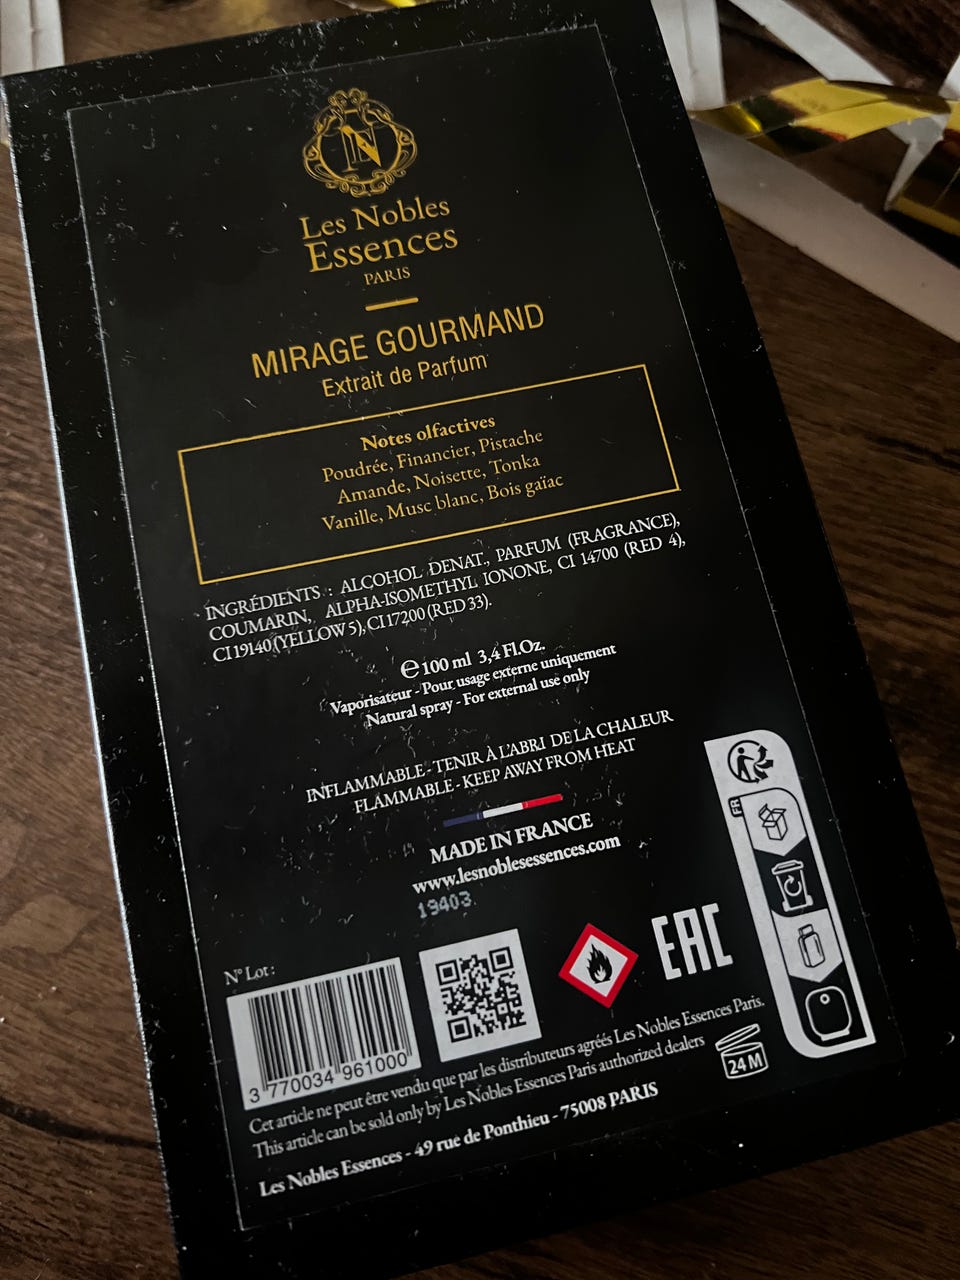 N
Les Nobles
Essences
PARIS
MIRAGE GOURMAND
Extrait de Parfum
Notes olfactives
Poudrée, Financier, Pistache
Amande, Noisette, Tonka
Vanille, Musc blanc, Bois gaïac
INGRÉDIENTS : ALCOHOL DENAT., PARFUM (FRAGRANCE),
COUMARIN, ALPHA-ISOMETHYL IONONE, CI 14700 (RED 4),
CI 19140 (YELLOW 5), CI 17200 (RED 33).
℮ 100 ml 3,4 Fl.Oz.
Vaporisateur - Pour usage externe uniquement
Natural spray - For external use only
INFLAMMABLE - TENIR À L'ABRI DE LA CHALEUR
FLAMMABLE - KEEP AWAY FROM HEAT
MADE IN FRANCE
www.lesnoblesessences.com
19403
FR
EAC
N° Lot :
3 770034 961000
Cet article ne peut être vendu que par les distributeurs agréés Les Nobles Essences Paris.
This article can be sold only by Les Nobles Essences Paris authorized dealers
24 M
Les Nobles Essences - 49 rue de Ponthieu - 75008 PARIS